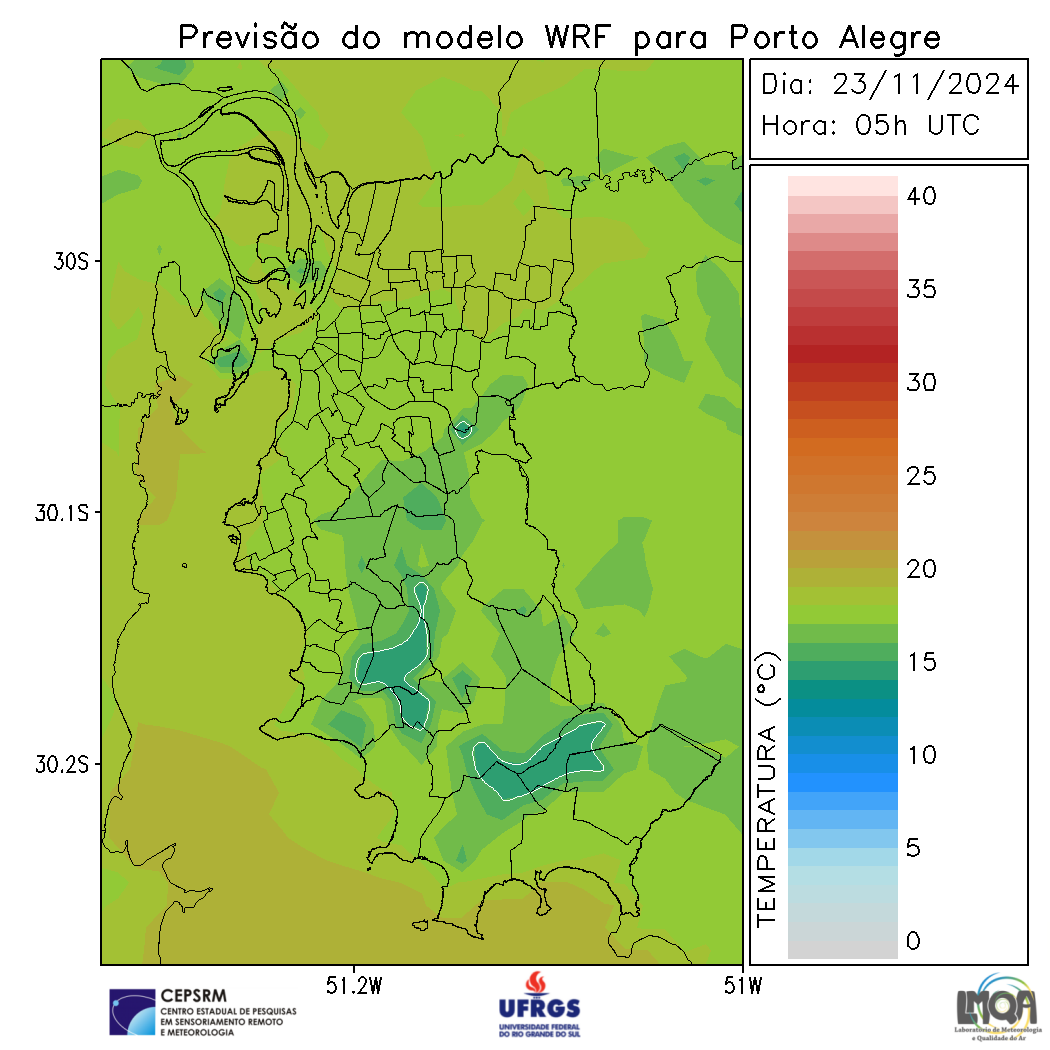 Previsão do modelo WRF para Porto Alegre
Dia: 23/11/2024
Hora: 05h UTC
30S
30.1S
30.2S
51.2W
51W
TEMPERATURA (°C)
40
35
30
25
20
15
10
5
0
CEPSRM
CENTRO ESTADUAL DE PESQUISAS
EM SENSORIAMENTO REMOTO
E METEOROLOGIA
UFRGS
UNIVERSIDADE FEDERAL
DO RIO GRANDE DO SUL
LMQA
Laboratório de Meteorologia
e Qualidade do Ar